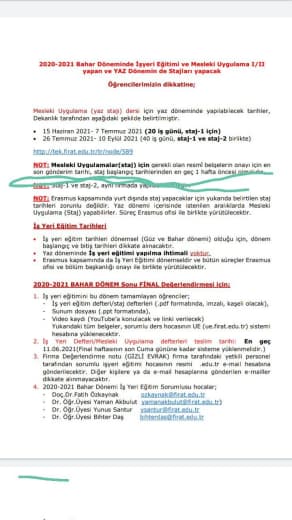 2020-2021 Bahar Döneminde İşyeri Eğitimi ve Mesleki Uygulama I/II
yapan ve YAZ Dönemin de Stajları yapacak
Öğrencilerimizin dikkatine;
Mesleki Uygulama (yaz stajı) dersi için yaz döneminde yapılabilecek tarihler,
Dekanlık tarafından aşağıdaki şekilde belirtilmiştir.
• 15 Haziran 2021- 7 Temmuz 2021 (20 iş günü, staj-1 için)
• 26 Temmuz 2021- 10 Eylül 2021 (40 iş günü, staj-1 ve staj-2 birlikte)
http://tek.firat.edu.tr/node/589
NOT: Mesleki Uygulamalar(staj) için gerekli olan resmî belgelerin onayı için en
son gönderim tarihi, staj başlangıç tarihlerinden en geç 1 hafta öncesi
staj-1 ve staj-2, aynı firmada
NOT: Erasmus kapsamında yurt dışında staj yapacaklar için yukarıda belirtilen staj
tarihleri zorunlu değildir. Yaz dönemi içerisinde istenilen aralıklarda Mesleki
Uygulama (Staj) yapabilirler. Süreç Erasmus ofisi ile birlikte yürütülecektir.
İş Yeri Eğitim Tarihleri
• İş yeri eğitim tarihleri dönemsel (Güz ve Bahar dönemi) olduğu için, dönem
başlangıç ve bitiş tarihleri dikkate alınacaktır.
• Yaz döneminde İş yeri eğitimi yapılma ihtimali yoktur.
• Erasmus kapsamında da İş Yeri Eğitimi dönemseldir ve bütün süreçler Erasmus
ofisi ve bölüm başkanlığı onayı ile birlikte yürütülecektir.
2020-2021 BAHAR DÖNEM Sonu FİNAL Değerlendirmesi için;
1. İş yeri eğitimini bu dönem tamamlayan öğrenciler;
- İş yeri eğitim defteri/staj defterleri (.pdf formatında, imzalı, kaşeli olacak),
- Sunum dosyası (.ppt formatında),
- Video kaydı (YouTube'a konulacak ve linki verilecek)
Yukarıdaki tüm belgeler, sorumlu ders hocasının UE (ue.firat.edu.tr) sistemi
hesabına yüklenecektir.
2. İş Yeri Defteri/Mesleki Uygulama defterleri teslim tarihi: En geç
11.06.2021(Final haftasının son Cuma gününe kadar sisteme yüklenmelidir.)
3. Firma Değerlendirme notu (GİZLİ EVRAK) firma tarafındaki yetkili personel
tarafından sorumlu işyeri eğitim hocasının resmi .edu.tr e-mail hesabına
gönderilecektir. Diğer kişilere ya da e-mail hesaplarına gönderilen e-mailler
dikkate alınmayacaktır.
4. 2020-2021 Bahar Dönemi İş Yeri Eğitim Sorumlusu hocalar;
- Doç.Dr.Fatih Özkaynak ozkaynak@firat.edu.tr
- Dr. Öğr.Üyesi Yaman Akbulut yamanakbulut@firat.edu.tr)
- Dr. Öğr.Üyesi Yunus Santur ysantur@firat.edu.tr
- Dr. Öğr.Üyesi Bihter Daş bihterdas@firat.edu.tr